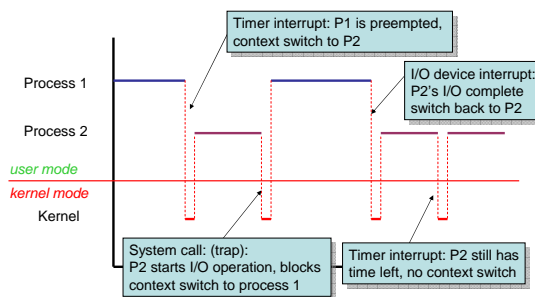 Timer interrupt: P1 is preempted,
context switch to P2
Process 1
I/O device interrupt:
P2's I/O complete
switch back to P2
Process 2
user mode
kernel mode
Kernel
System call: (trap):
P2 starts I/O operation, blocks
context switch to process 1
Timer interrupt: P2 still has
time left, no context switch